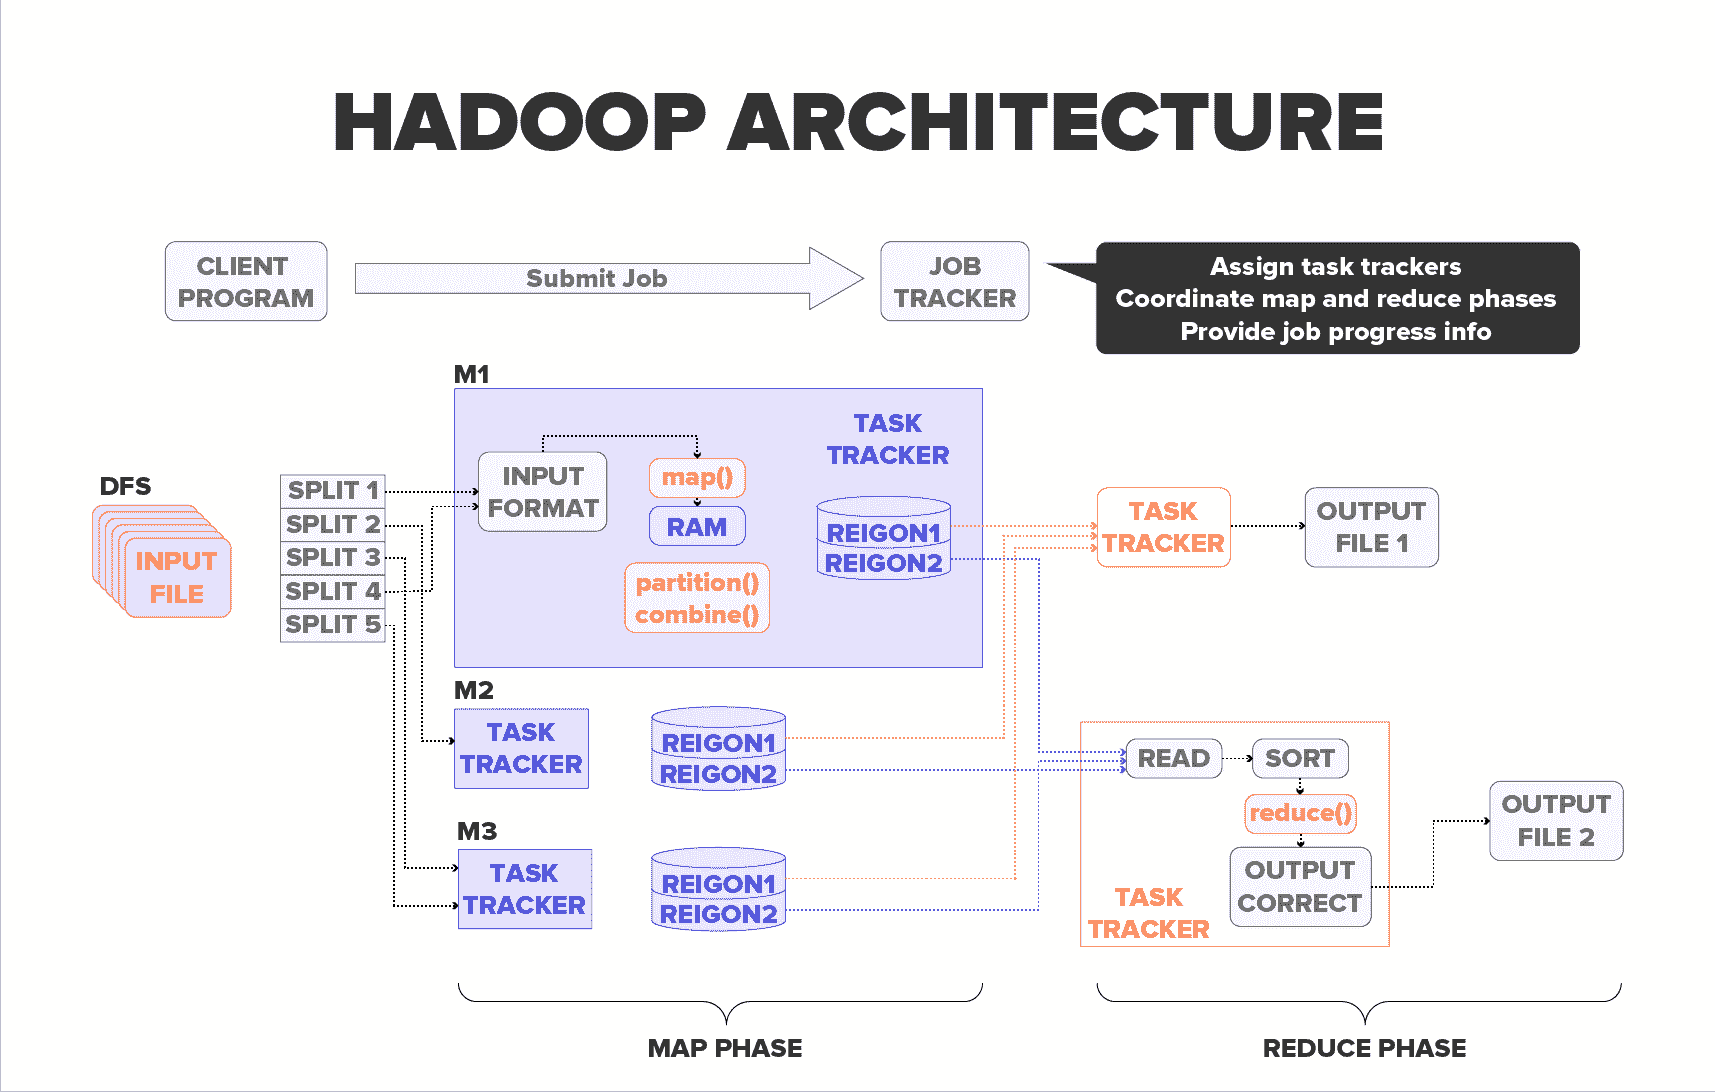 HADOOP ARCHITECTURE
CLIENT
PROGRAM
Submit Job
JOB
TRACKER
Assign task trackers
Coordinate map and reduce phases
Provide job progress info
DFS
INPUT
FILE
SPLIT 1
SPLIT 2
SPLIT 3
SPLIT 4
SPLIT 5
M1
INPUT
FORMAT
map()
RAM
partition()
combine()
TASK
TRACKER
REIGON1
REIGON2
M2
TASK
TRACKER
REIGON1
REIGON2
M3
TASK
TRACKER
REIGON1
REIGON2
MAP PHASE
TASK
TRACKER
OUTPUT
FILE 1
READ
SORT
reduce()
OUTPUT
CORRECT
TASK
TRACKER
OUTPUT
FILE 2
REDUCE PHASE